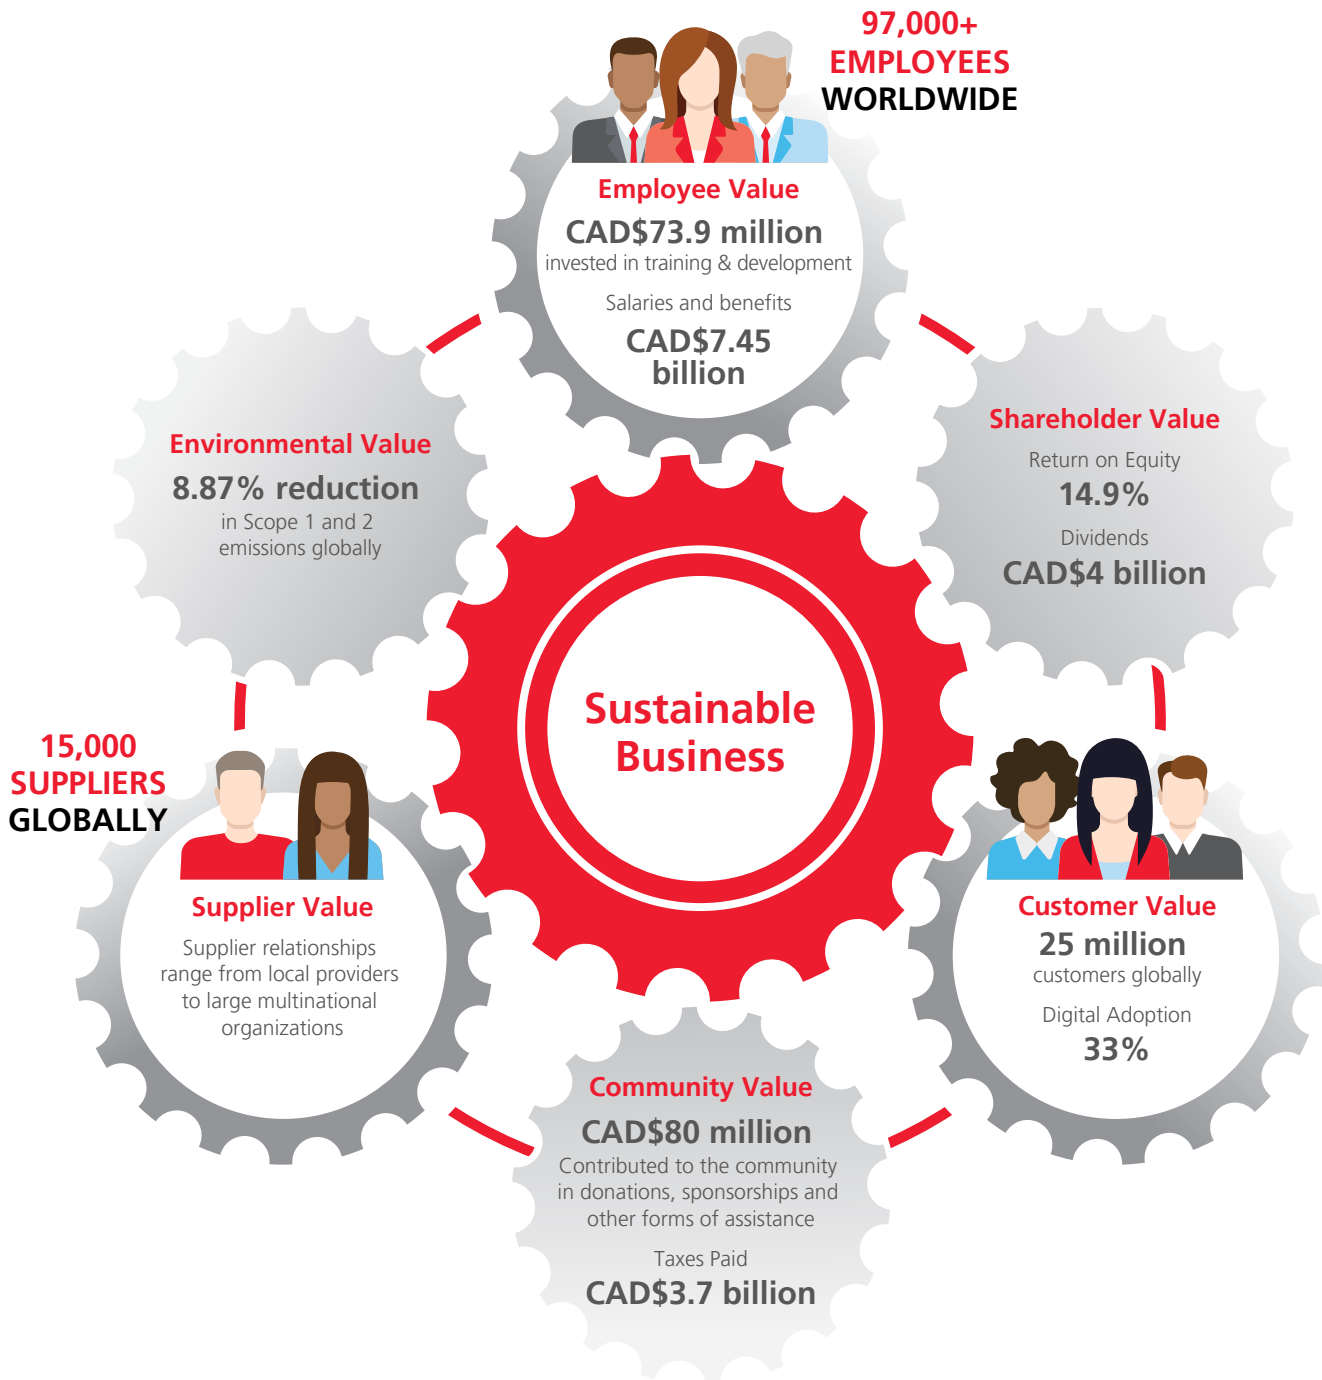 97,000+
EMPLOYEES
WORLDWIDE
Employee Value
CAD$73.9 million
invested in training & development
Salaries and benefits
CAD$7.45
billion
Environmental Value
8.87% reduction
in Scope 1 and 2
emissions globally
Shareholder Value
Return on Equity
14.9%
Dividends
CAD$4 billion
Sustainable
Business
15,000
SUPPLIERS
GLOBALLY
Supplier Value
Supplier relationships
range from local providers
to large multinational
organizations
Customer Value
25 million
customers globally
Digital Adoption
33%
Community Value
CAD$80 million
Contributed to the community
in donations, sponsorships and
other forms of assistance
Taxes Paid
CAD$3.7 billion